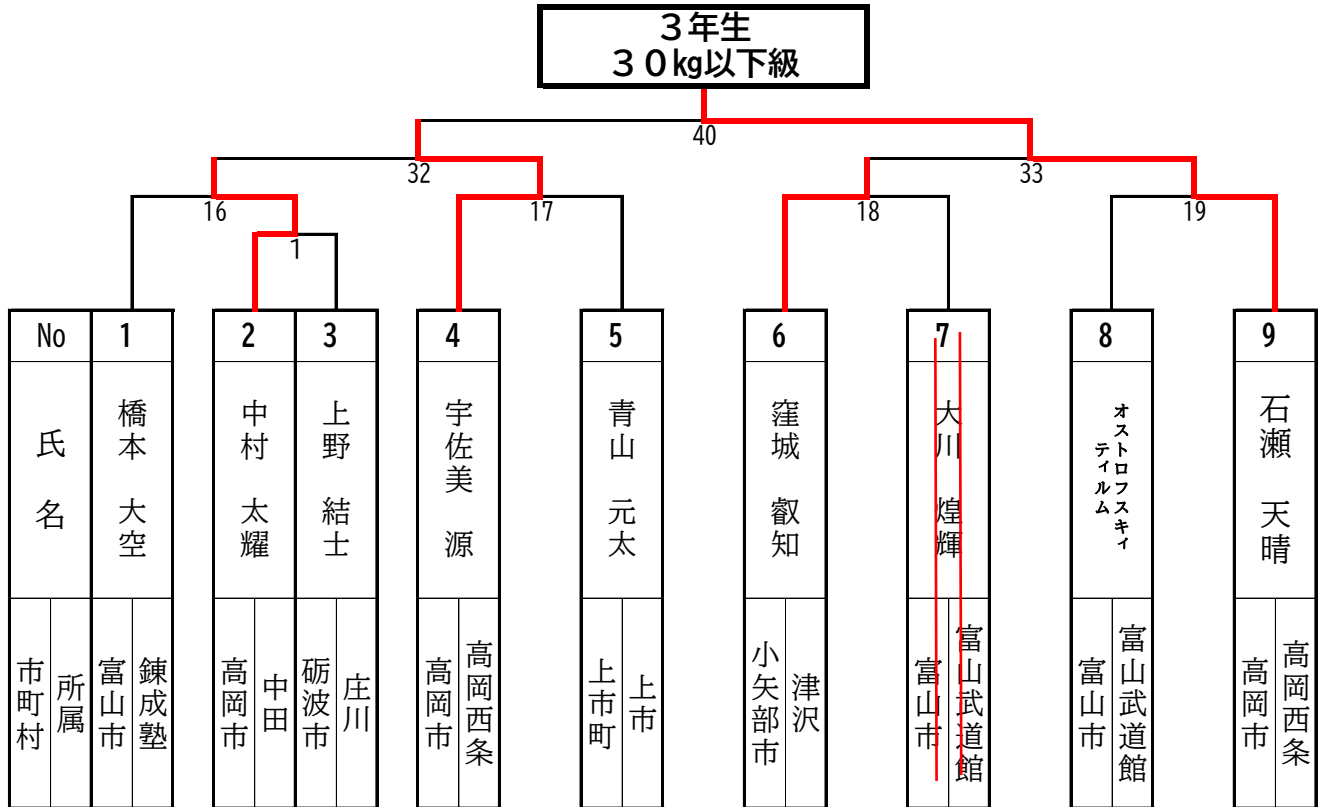 ３年生
３０kg以下級
40
32
33
16
17
18
19
1
No
1
2
3
4
5
6
7
8
9
氏名
橋本 大空
中村 太耀
上野 結士
宇佐美 源
青山 元太
窪城 叡知
大川 煌輝
オストロフスキィ
ティルム
石瀬 天晴
市町村
所属
富山市
錬成塾
高岡市
中田
砺波市
庄川
高岡市
高岡西条
上市町
上市
小矢部市
津沢
富山市
富山武道館
富山市
富山武道館
高岡市
高岡西条